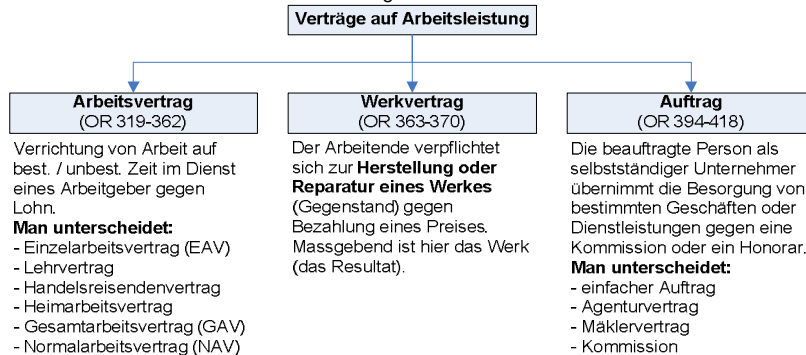 Verträge auf Arbeitsleistung
Arbeitsvertrag
(OR 319-362)
Verrichtung von Arbeit auf
best. / unbest. Zeit im Dienst
eines Arbeitgeber gegen
Lohn.
Man unterscheidet:
- Einzelarbeitsvertrag (EAV)
- Lehrvertrag
- Handelsreisendenvertrag
- Heimarbeitsvertrag
- Gesamtarbeitsvertrag (GAV)
- Normalarbeitsvertrag (NAV)
Werkvertrag
(OR 363-370)
Der Arbeitende verpflichtet
sich zur Herstellung oder
Reparatur eines Werkes
(Gegenstand) gegen
Bezahlung eines Preises.
Massgebend ist hier das Werk
(das Resultat).
Auftrag
(OR 394-418)
Die beauftragte Person als
selbstständiger Unternehmer
übernimmt die Besorgung von
bestimmten Geschäften oder
Dienstleistungen gegen eine
Kommission oder ein Honorar.
Man unterscheidet:
- einfacher Auftrag
- Agenturvertrag
- Mäklervertrag
- Kommission